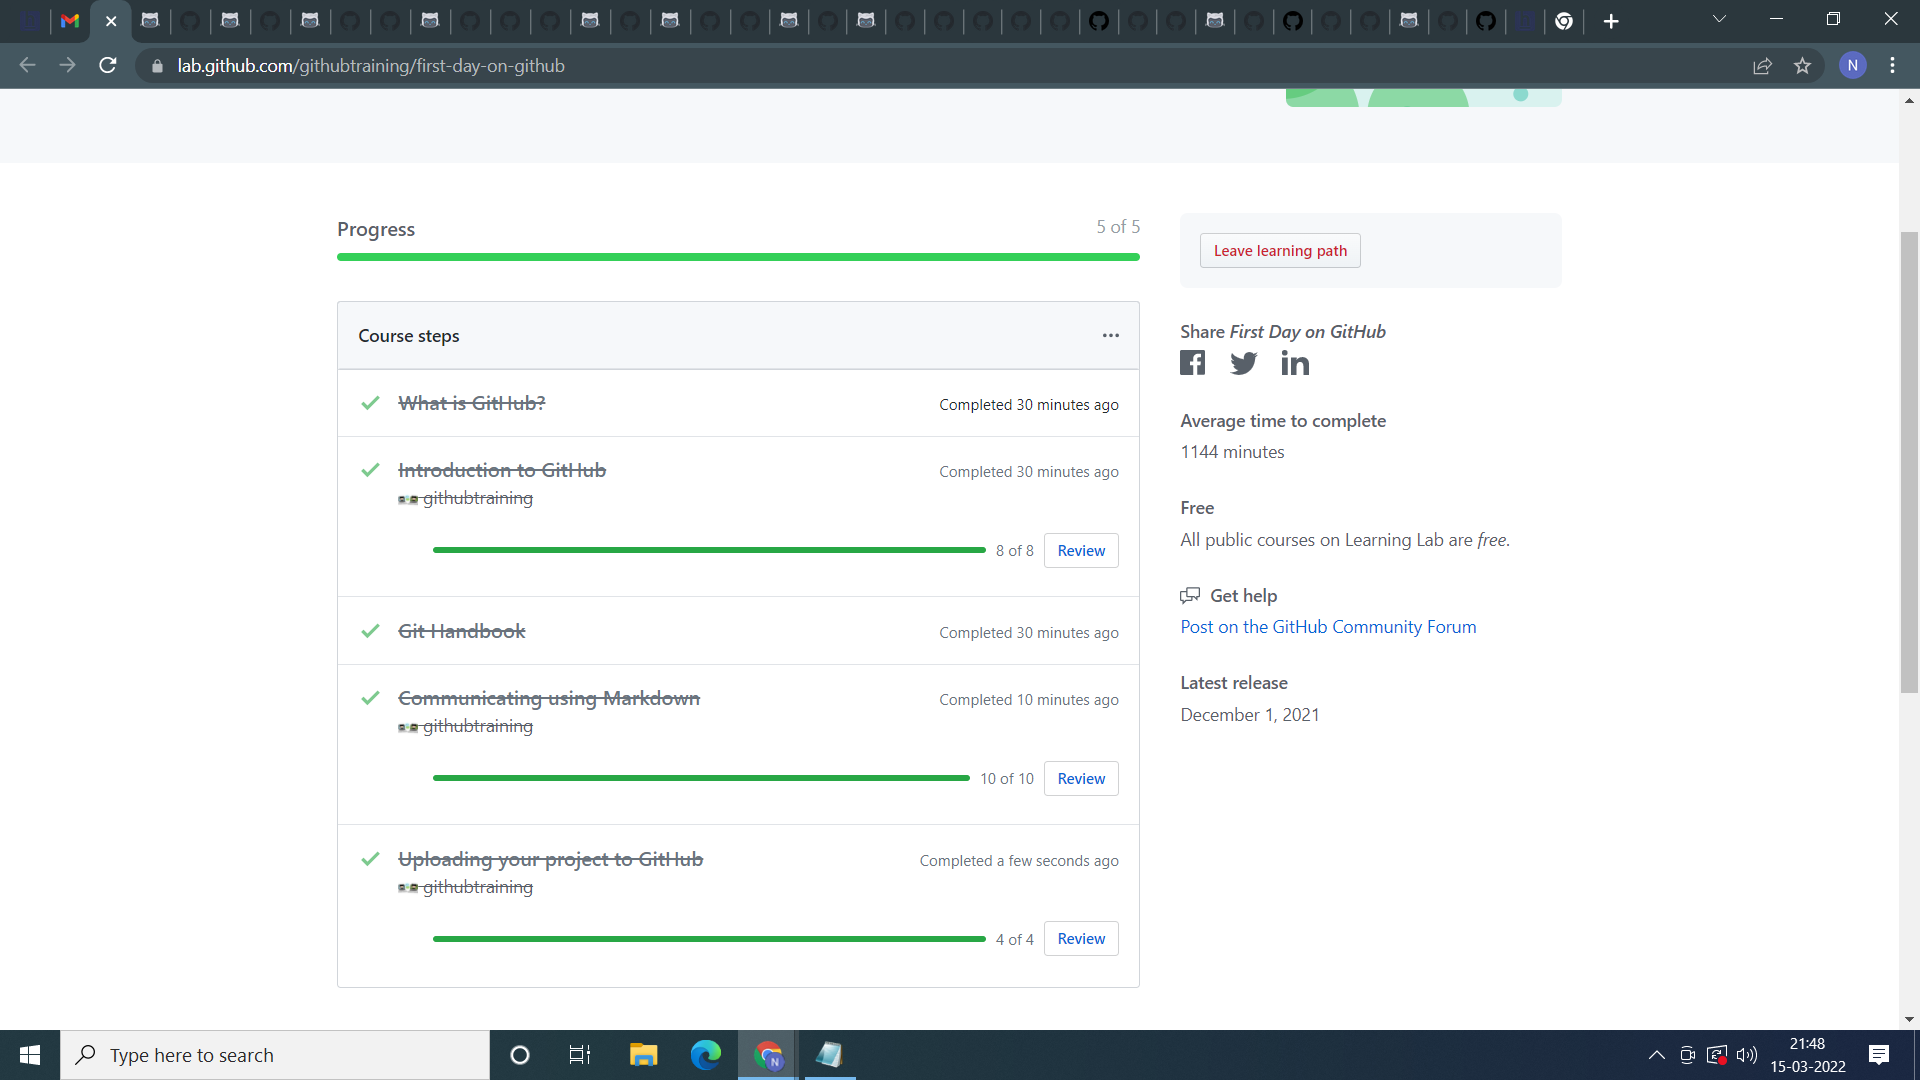 lab.github.com/githubtraining/first-day-on-github
N
Progress
5 of 5
Course steps
What is GitHub?
Completed 30 minutes ago
Introduction to GitHub
Completed 30 minutes ago
githubtraining
8 of 8
Review
Git Handbook
Completed 30 minutes ago
Communicating using Markdown
Completed 10 minutes ago
githubtraining
10 of 10
Review
Uploading your project to GitHub
Completed a few seconds ago
githubtraining
4 of 4
Review
Leave learning path
Share First Day on GitHub
Average time to complete
1144 minutes
Free
All public courses on Learning Lab are free.
Get help
Post on the GitHub Community Forum
Latest release
December 1, 2021
Type here to search
N
21:48
15-03-2022